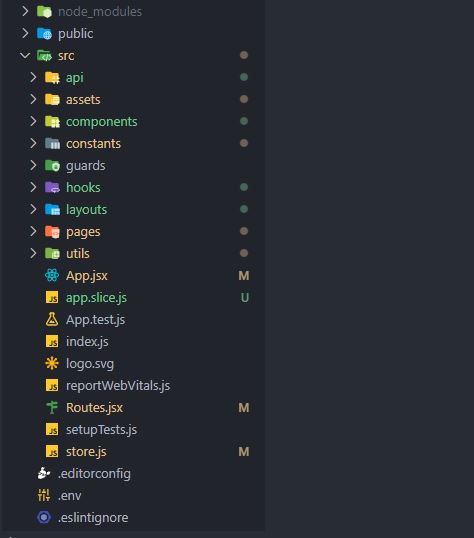 node_modules
public
src
api
assets
components
constants
guards
hooks
layouts
pages
utils
App.jsx M
app.slice.js U
App.test.js
index.js
logo.svg
reportWebVitals.js
Routes.jsx M
setupTests.js
store.js M
.editorconfig
.env
.eslintignore